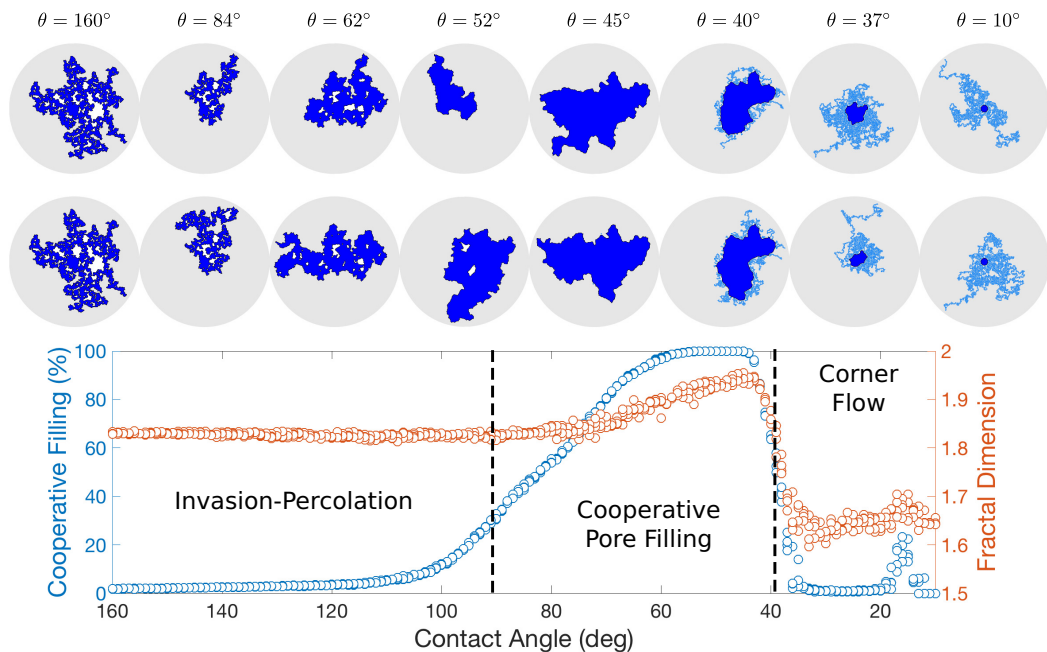 θ = 160° θ = 84° θ = 62° θ = 52° θ = 45° θ = 40° θ = 37° θ = 10°
100 2
80 1.9
60 1.8
40 1.7
20 1.6
0 1.5
Cooperative Filling (%)
Invasion-Percolation
Cooperative
Pore Filling
Corner
Flow
Fractal Dimension
160 140 120 100 80 60 40 20
Contact Angle (deg)